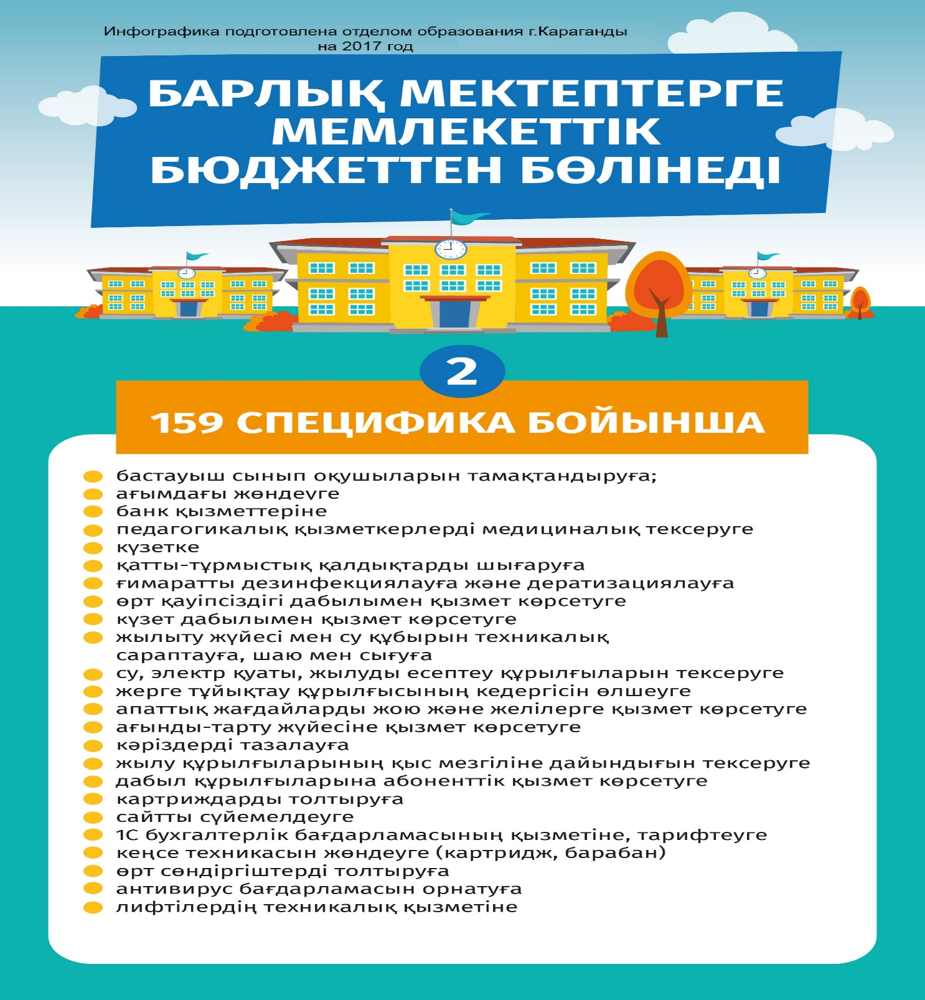 Инфографика подготовлена отделом образования г.Караганды
на 2017 год
БАРЛЫҚ МЕКТЕПТЕРГЕ
МЕМЛЕКЕТТІК
БЮДЖЕТТЕН БӨЛІНЕДІ
2
159 СПЕЦИФИКА БОЙЫНША
бастауыш сынып оқушыларын тамақтандыруға;
ағымдағы жөндеуге
банк қызметтеріне
педагогикалық қызметкерлерді медициналық тексеруге
күзетке
қатты-тұрмыстық қалдықтарды шығаруға
ғимаратты дезинфекциялауға және дератизациялауға
өрт қауіпсіздігі дабылымен қызмет көрсетуге
күзет дабылымен қызмет көрсетуге
жылыту жүйесі мен су құбырын техникалық
сараптауға, шаю мен сығуға
су, электр қуаты, жылуды есептеу құрылғыларын тексеруге
жерге тұйықтау құрылғысының кедергісін өлшеуге
апаттық жағдайларды жою және желілерге қызмет көрсетуге
ағынды-тарту жүйесіне қызмет көрсетуге
кәріздерді тазалауға
жылу құрылғыларының қыс мезгіліне дайындығын тексеруге
дабыл құрылғыларына абоненттік қызмет көрсетуге
картриждарды толтыруға
сайтты сүйемелдеуге
1С бухгалтерлік бағдарламасының қызметіне, тарифтеуге
кеңсе техникасын жөндеуге (картридж, барабан)
өрт сөндіргіштерді толтыруға
антивирус бағдарламасын орнатуға
лифтілердің техникалық қызметіне